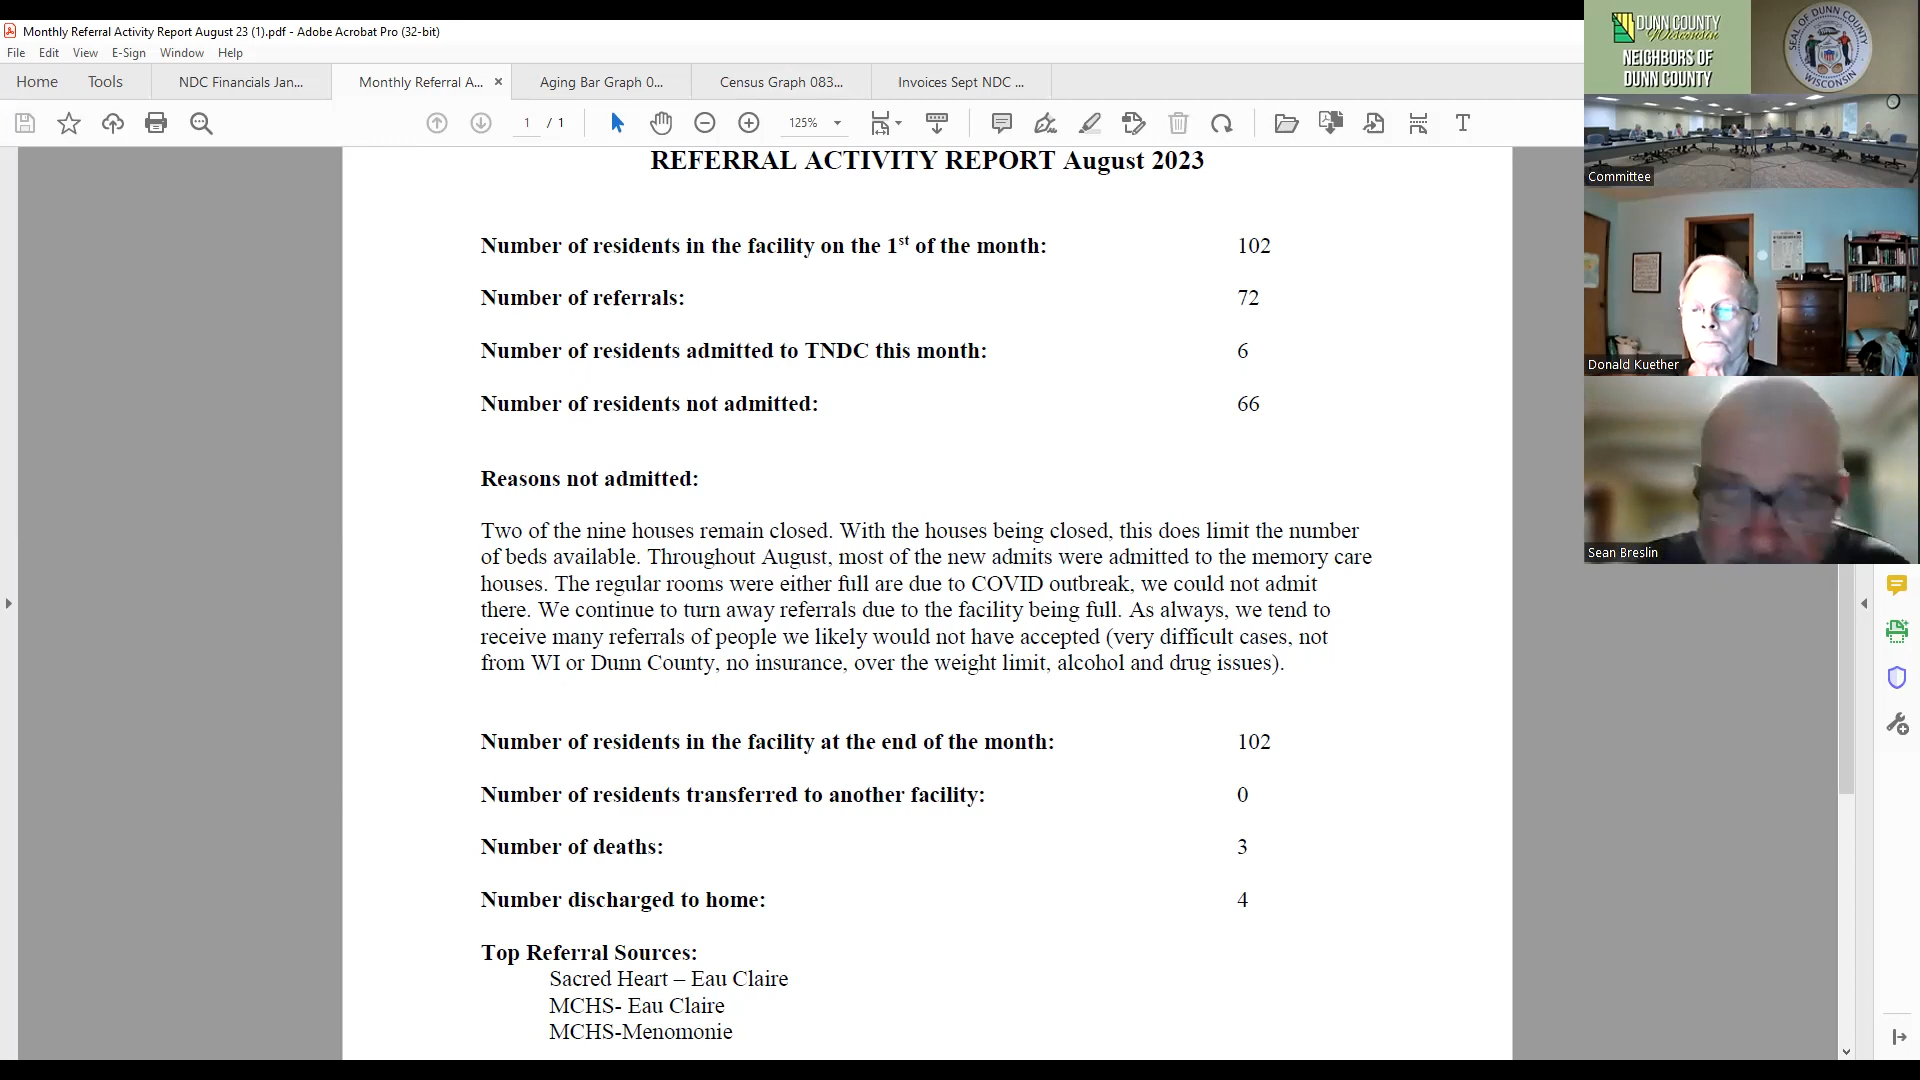 Monthly Referral Activity Report August 23 (1).pdf - Adobe Acrobat Pro (32-bit)
File Edit View E-Sign Window Help
Home Tools NDC Financials Jan... Monthly Referral A... × Aging Bar Graph 0... Census Graph 083... Invoices Sept NDC ...
1 / 1 125%
REFERRAL ACTIVITY REPORT August 2023
Number of residents in the facility on the 1st of the month: 102
Number of referrals: 72
Number of residents admitted to TNDC this month: 6
Number of residents not admitted: 66
Reasons not admitted:
Two of the nine houses remain closed. With the houses being closed, this does limit the number
of beds available. Throughout August, most of the new admits were admitted to the memory care
houses. The regular rooms were either full are due to COVID outbreak, we could not admit
there. We continue to turn away referrals due to the facility being full. As always, we tend to
receive many referrals of people we likely would not have accepted (very difficult cases, not
from WI or Dunn County, no insurance, over the weight limit, alcohol and drug issues).
Number of residents in the facility at the end of the month: 102
Number of residents transferred to another facility: 0
Number of deaths: 3
Number discharged to home: 4
Top Referral Sources:
Sacred Heart – Eau Claire
MCHS- Eau Claire
MCHS-Menomonie
DUNN COUNTY
Wisconsin
NEIGHBORS OF
DUNN COUNTY
SEAL OF DUNN COUNTY
WISCONSIN
Committee
Donald Kuether
Sean Breslin